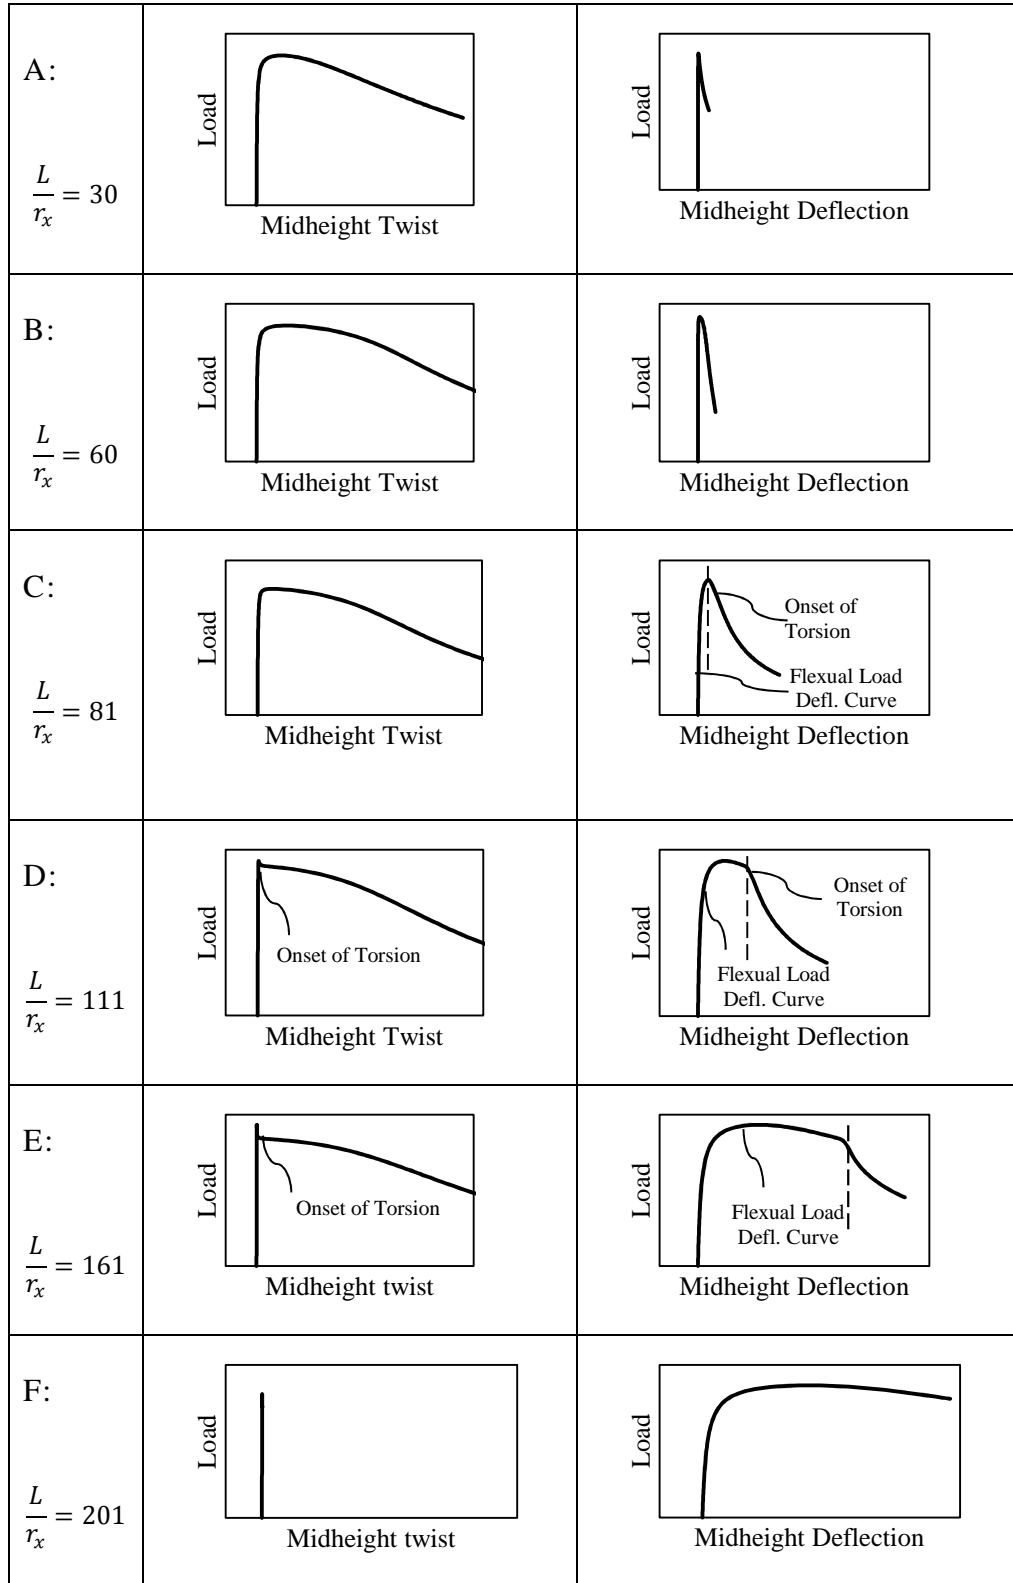 A:
L/r_x = 30
Load
Midheight Twist
Load
Midheight Deflection
B:
L/r_x = 60
Load
Midheight Twist
Load
Midheight Deflection
C:
L/r_x = 81
Load
Midheight Twist
Load
Onset of
Torsion
Flexual Load
Defl. Curve
Midheight Deflection
D:
L/r_x = 111
Load
Onset of Torsion
Midheight Twist
Load
Onset of
Torsion
Flexual Load
Defl. Curve
Midheight Deflection
E:
L/r_x = 161
Load
Onset of Torsion
Midheight twist
Load
Flexual Load
Defl. Curve
Midheight Deflection
F:
L/r_x = 201
Load
Midheight twist
Load
Midheight Deflection